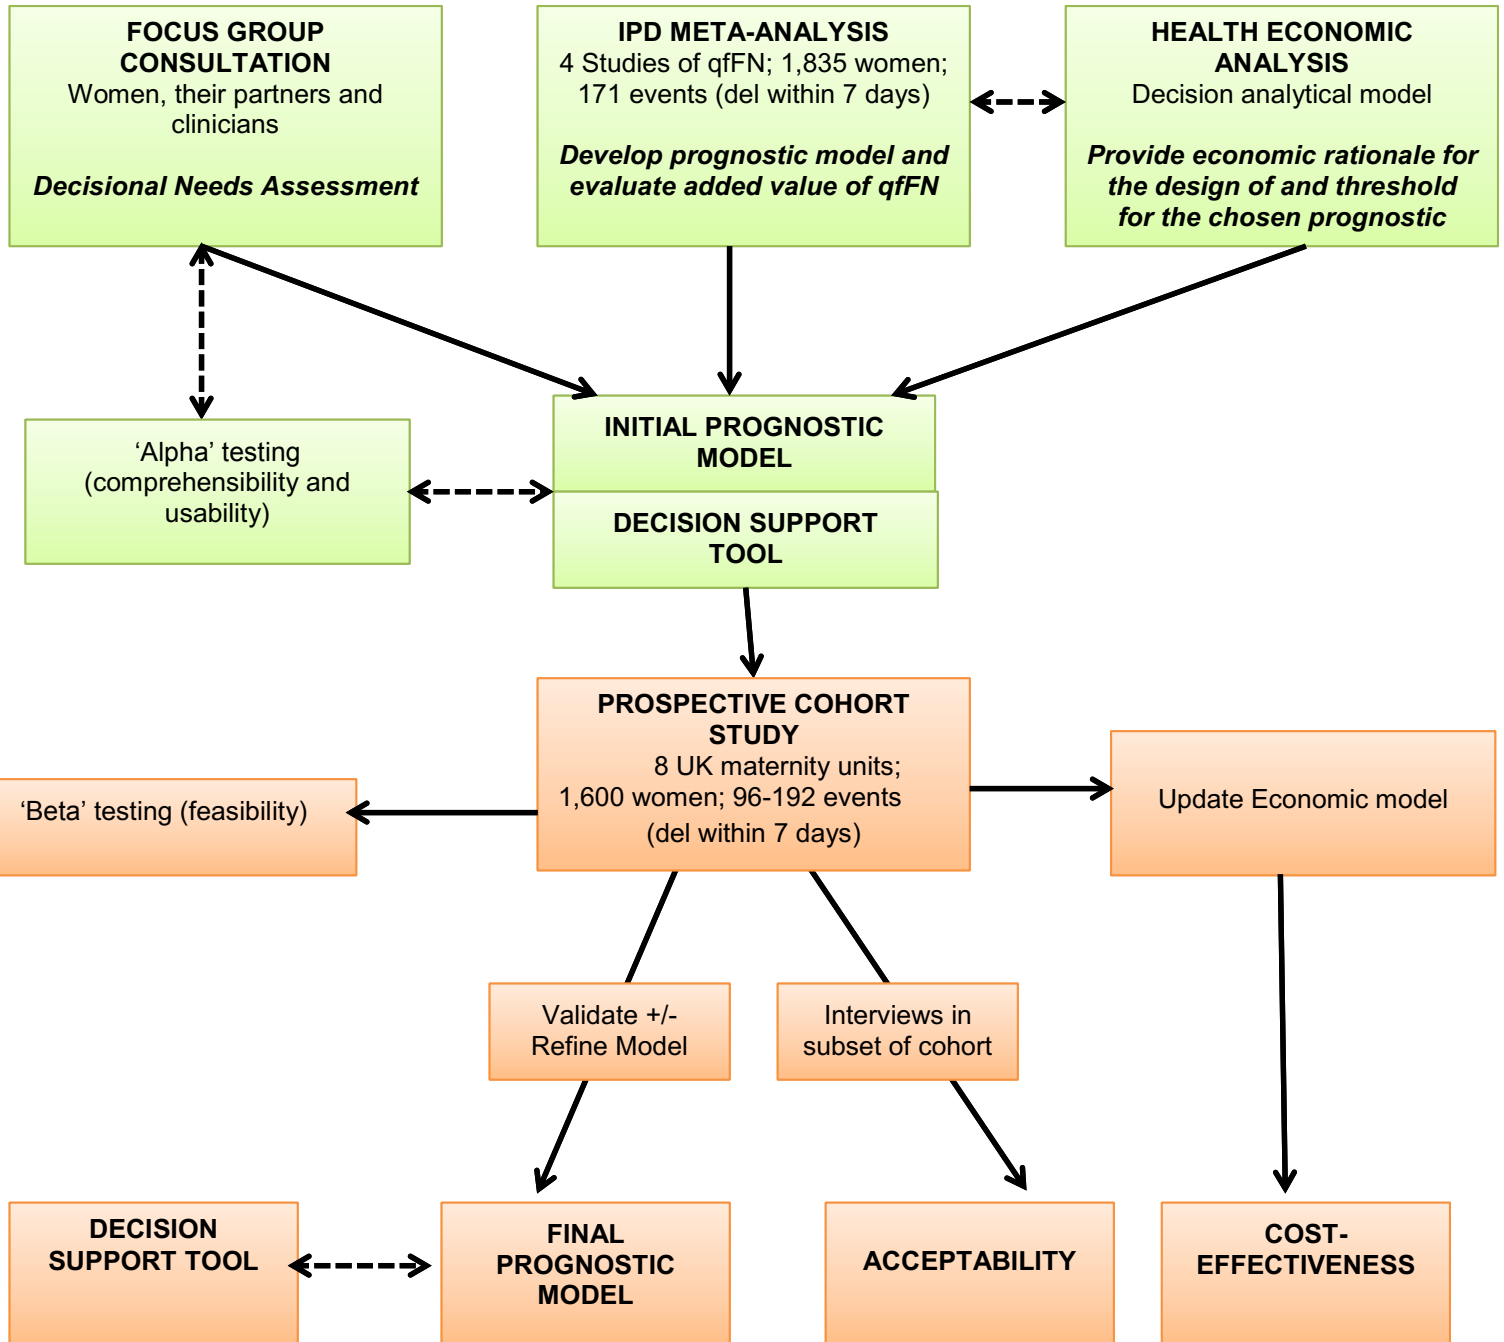 FOCUS GROUP
CONSULTATION
Women, their partners and
clinicians
Decisional Needs Assessment
IPD META-ANALYSIS
4 Studies of qfFN; 1,835 women;
171 events (del within 7 days)
Develop prognostic model and
evaluate added value of qfFN
HEALTH ECONOMIC
ANALYSIS
Decision analytical model
Provide economic rationale for
the design of and threshold
for the chosen prognostic
‘Alpha’ testing
(comprehensibility and
usability)
INITIAL PROGNOSTIC
MODEL
DECISION SUPPORT
TOOL
PROSPECTIVE COHORT
STUDY
8 UK maternity units;
1,600 women; 96-192 events
(del within 7 days)
‘Beta’ testing (feasibility)
Update Economic model
Validate +/-
Refine Model
Interviews in
subset of cohort
DECISION
SUPPORT TOOL
FINAL
PROGNOSTIC
MODEL
ACCEPTABILITY
COST-
EFFECTIVENESS